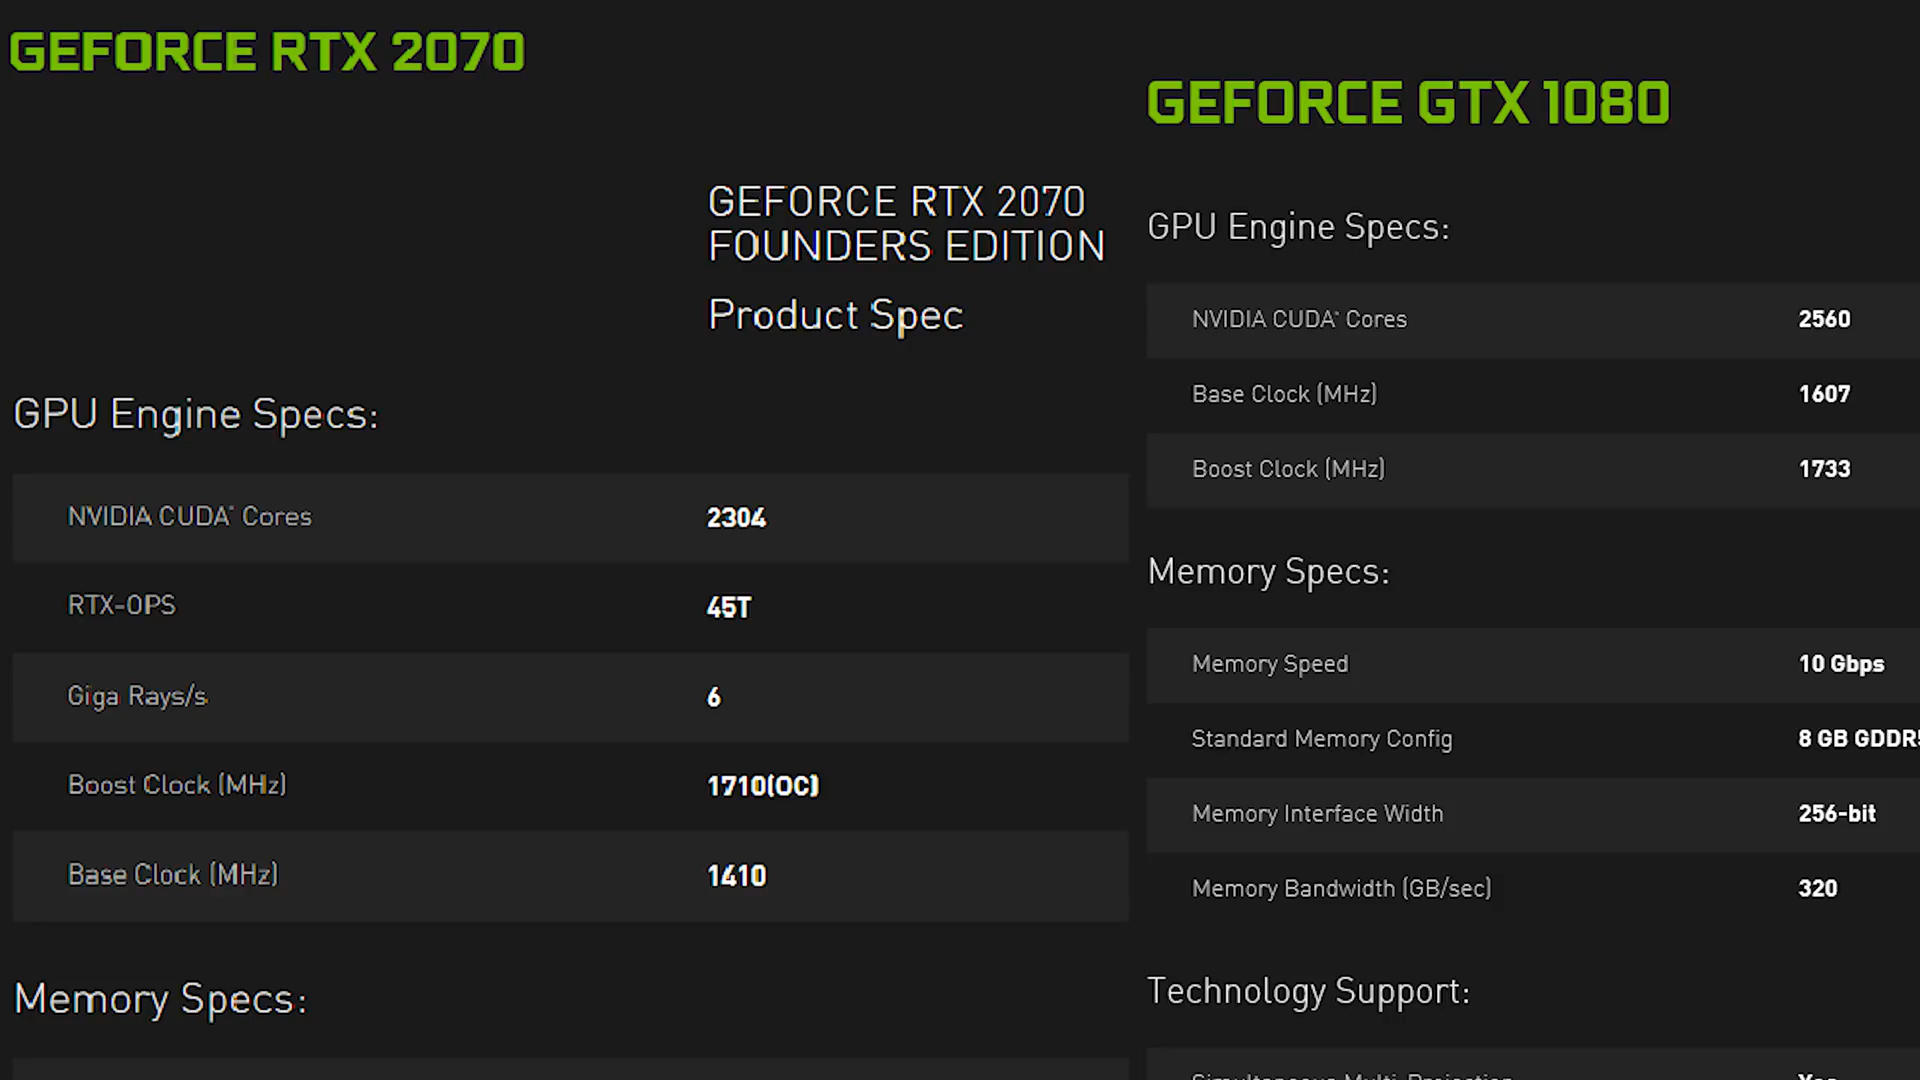 GEFORCE RTX 2070
GEFORCE RTX 2070
FOUNDERS EDITION
Product Spec
GPU Engine Specs:
NVIDIA CUDA® Cores 2304
RTX-OPS 45T
Giga Rays/s 6
Boost Clock (MHz) 1710(OC)
Base Clock (MHz) 1410
Memory Specs:
GEFORCE GTX 1080
GPU Engine Specs:
NVIDIA CUDA® Cores 2560
Base Clock (MHz) 1607
Boost Clock (MHz) 1733
Memory Specs:
Memory Speed 10 Gbps
Standard Memory Config 8 GB GDDR5
Memory Interface Width 256-bit
Memory Bandwidth (GB/sec) 320
Technology Support: